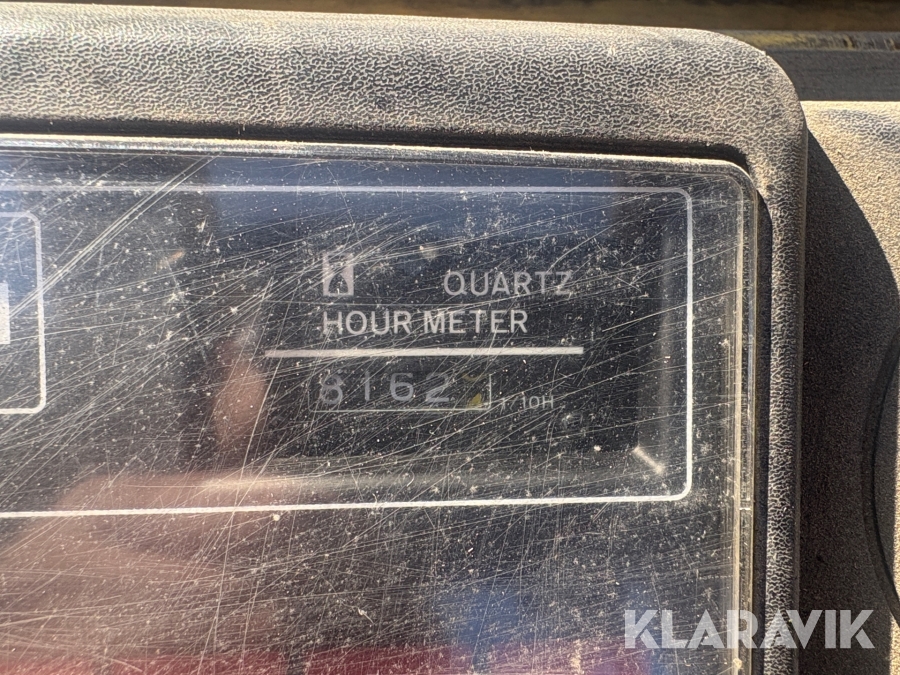 QUARTZ
HOUR METER
8162
1/10H
KLARAVIK